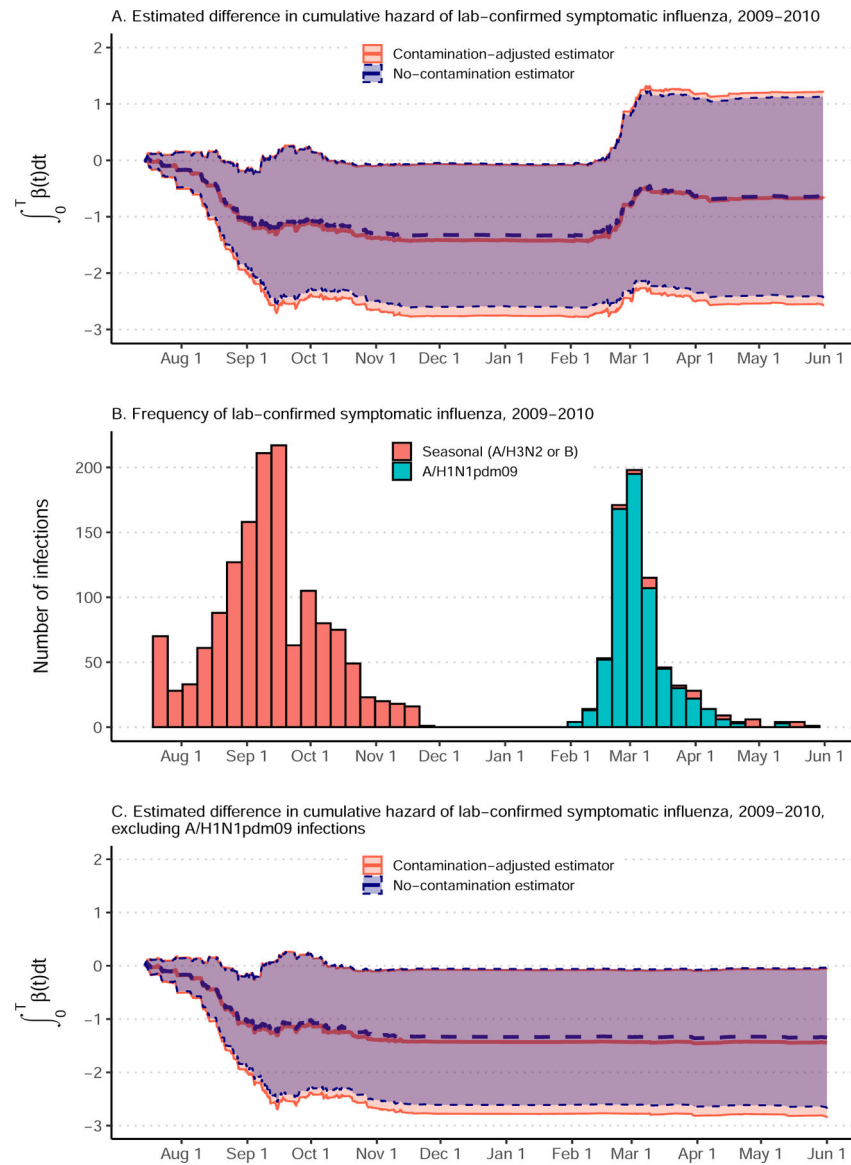 A. Estimated difference in cumulative hazard of lab−confirmed symptomatic influenza, 2009−2010
Contamination−adjusted estimator
No−contamination estimator
2
1
0
−1
−2
−3
∫₀ᵀ β(t)dt
Aug 1 Sep 1 Oct 1 Nov 1 Dec 1 Jan 1 Feb 1 Mar 1 Apr 1 May 1 Jun 1
B. Frequency of lab−confirmed symptomatic influenza, 2009−2010
Seasonal (A/H3N2 or B)
A/H1N1pdm09
200
150
100
50
0
Number of infections
Aug 1 Sep 1 Oct 1 Nov 1 Dec 1 Jan 1 Feb 1 Mar 1 Apr 1 May 1 Jun 1
C. Estimated difference in cumulative hazard of lab−confirmed symptomatic influenza, 2009−2010,
excluding A/H1N1pdm09 infections
Contamination−adjusted estimator
No−contamination estimator
2
1
0
−1
−2
−3
∫₀ᵀ β(t)dt
Aug 1 Sep 1 Oct 1 Nov 1 Dec 1 Jan 1 Feb 1 Mar 1 Apr 1 May 1 Jun 1